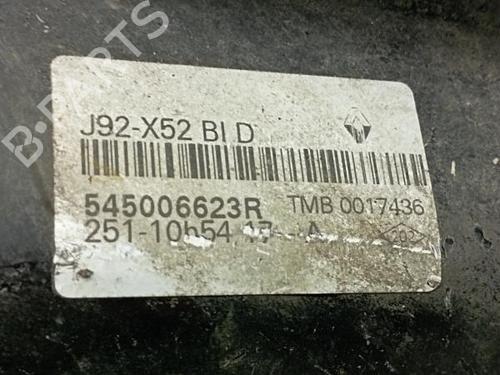 J92-X52 BI D
545006623R TMB 0017436
251-10h54
B-PARTS